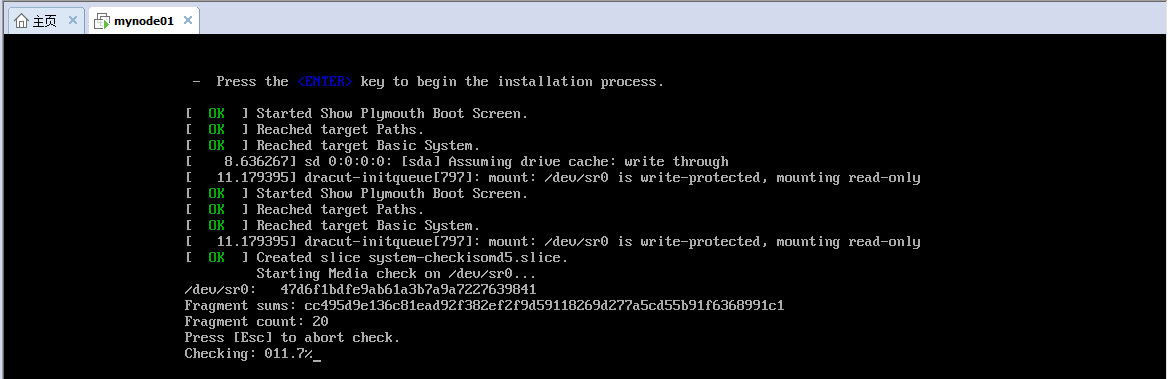 主页 mynode01
- Press the <ENTER> key to begin the installation process.
[ OK ] Started Show Plymouth Boot Screen.
[ OK ] Reached target Paths.
[ OK ] Reached target Basic System.
[ 8.636267] sd 0:0:0:0: [sda] Assuming drive cache: write through
[ 11.179395] dracut-initqueue[797]: mount: /dev/sr0 is write-protected, mounting read-only
[ OK ] Started Show Plymouth Boot Screen.
[ OK ] Reached target Paths.
[ OK ] Reached target Basic System.
[ 11.179395] dracut-initqueue[797]: mount: /dev/sr0 is write-protected, mounting read-only
[ OK ] Created slice system-checkisomd5.slice.
Starting Media check on /dev/sr0...
/dev/sr0: 47d6f1bdfe9ab61a3b7a9a7227639841
Fragment sums: cc495d9e136c81ead92f382ef2f9d59118269d277a5cd55b91f6368991c1
Fragment count: 20
Press [Esc] to abort check.
Checking: 011.7%_